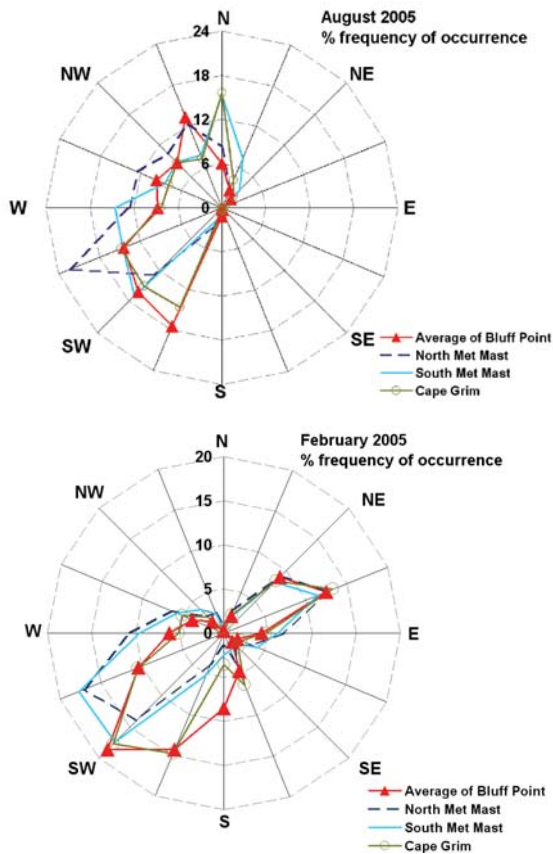 August 2005
% frequency of occurrence
N
24
18
12
6
0
NW
NE
W
E
SW
SE
S
Average of Bluff Point
North Met Mast
South Met Mast
Cape Grim
February 2005
% frequency of occurrence
N
20
15
10
5
0
NW
NE
W
E
SW
SE
S
Average of Bluff Point
North Met Mast
South Met Mast
Cape Grim